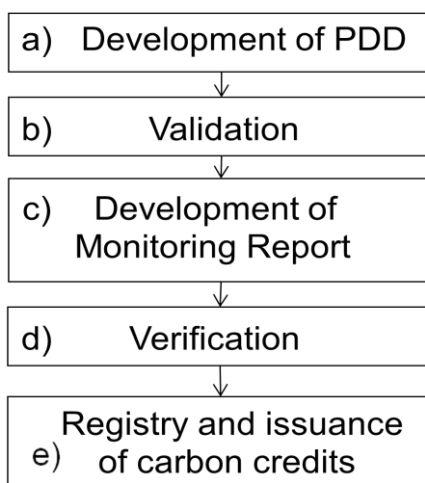 a) Development of PDD
b) Validation
c) Development of
Monitoring Report
d) Verification
Registry and issuance
e) of carbon credits